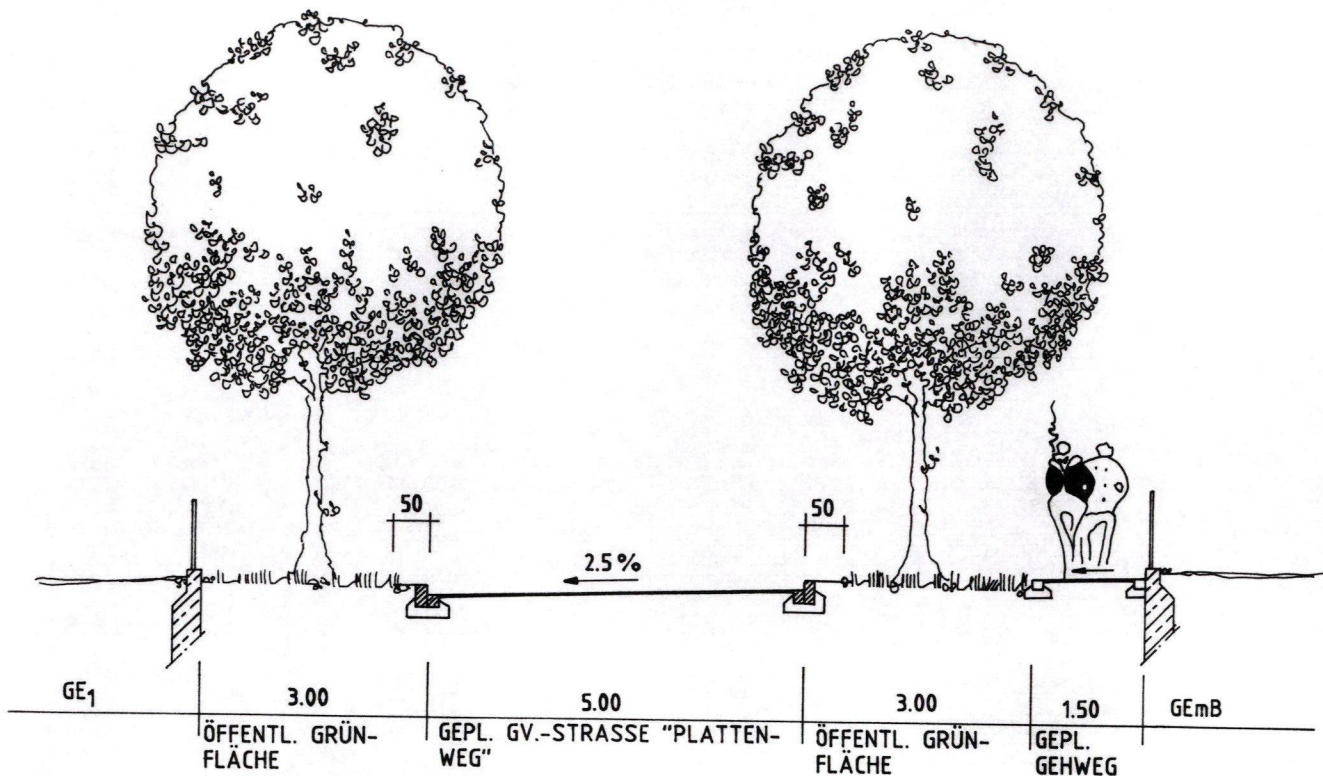 50
50
2.5 %
GE1 3.00 5.00 3.00 1.50 GEmB
ÖFFENTL. GRÜN-
FLÄCHE
GEPL. GV.-STRASSE "PLATTEN-
WEG"
ÖFFENTL. GRÜN-
FLÄCHE
GEPL.
GEHWEG